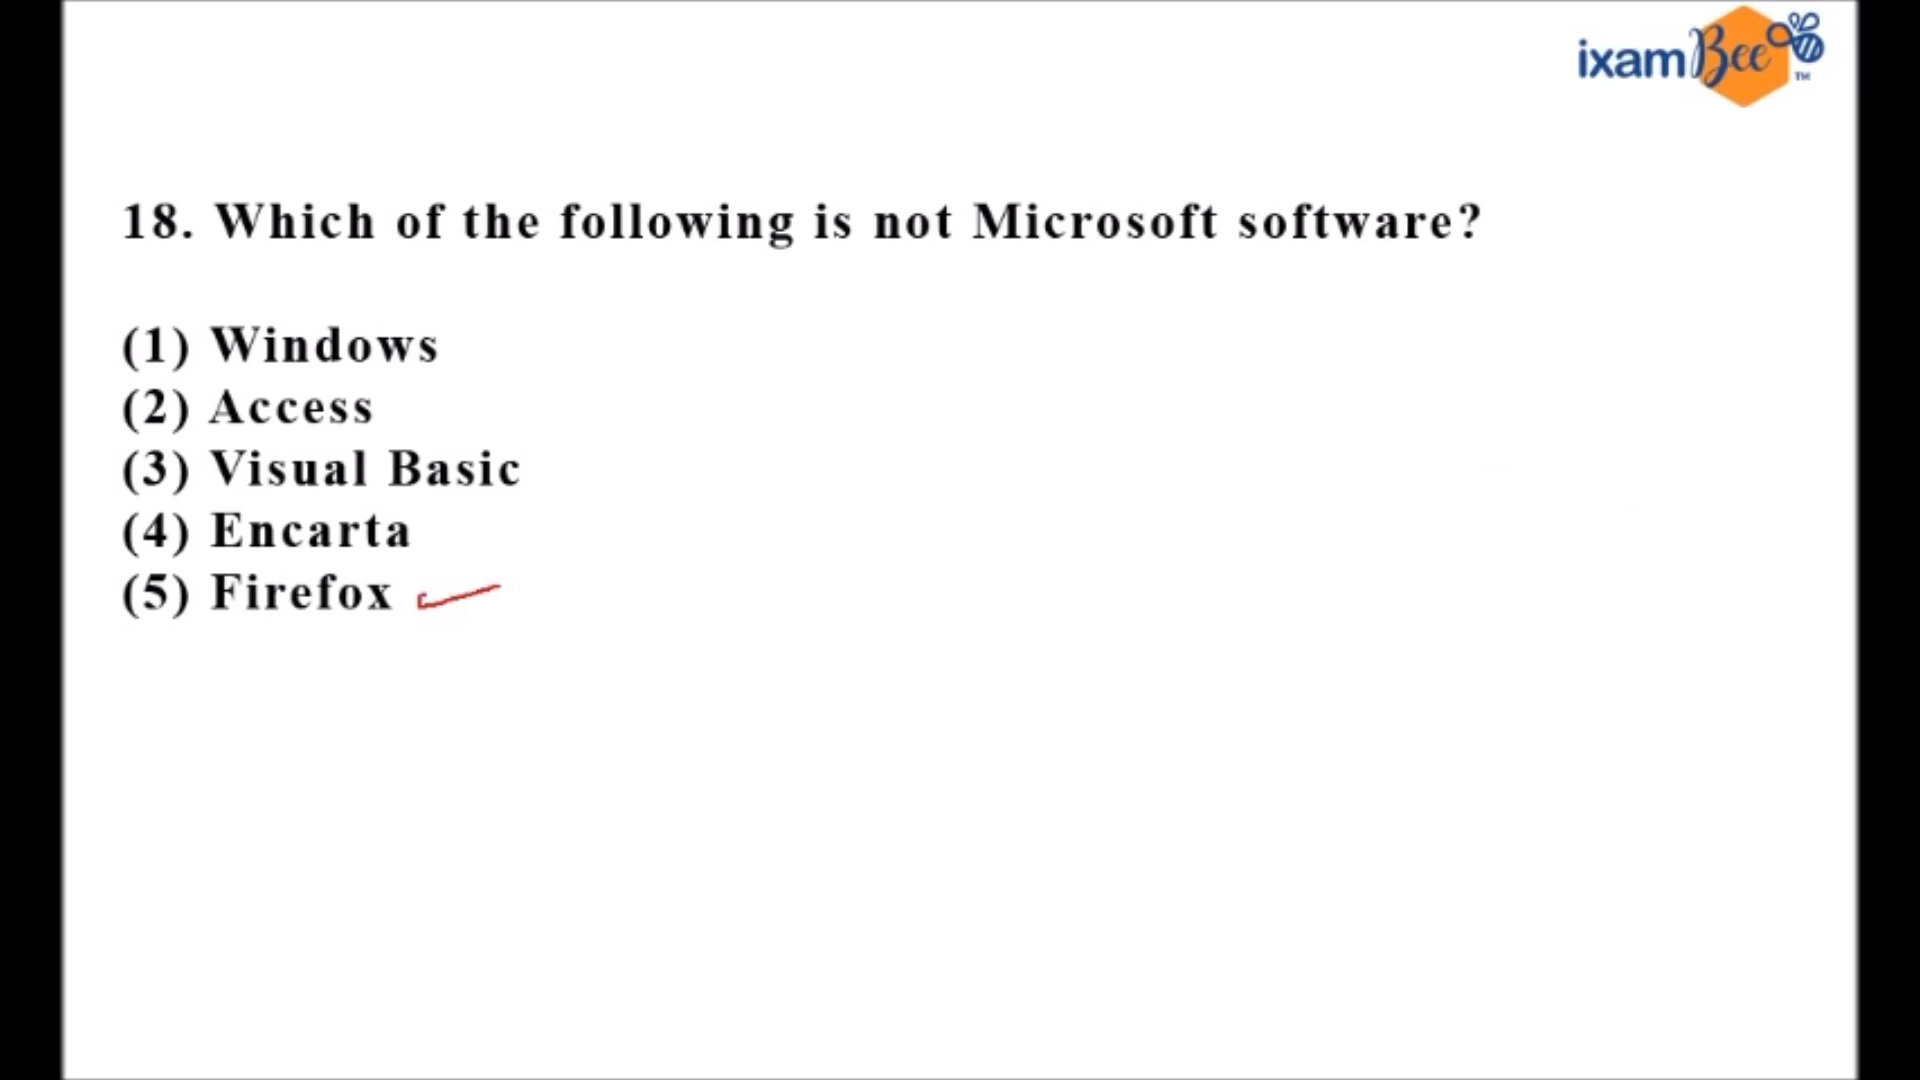 ixamBee™
18. Which of the following is not Microsoft software?
(1) Windows
(2) Access
(3) Visual Basic
(4) Encarta
(5) Firefox